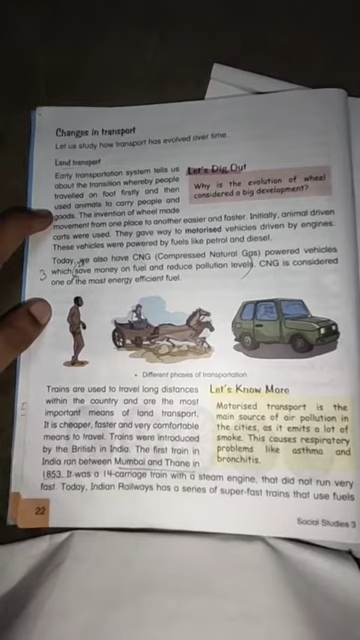 Changes in transport
Let us study how transport has evolved over time.
Land transport
Early transportation system tells us
about the transition whereby people
travelled on foot firstly and then
used animals to carry people and
goods. The invention of wheel made
movement from one place to another easier and faster. Initially, animal driven
carts were used. They gave way to motorised vehicles driven by engines.
These vehicles were powered by fuels like petrol and diesel.
Let's Dig Out
Why is the evolution of wheel
considered a big development?
Today, we also have CNG (Compressed Natural Gas) powered vehicles
which save money on fuel and reduce pollution levels. CNG is considered
one of the most energy efficient fuel.
3
• Different phases of transportation
Trains are used to travel long distances
within the country and are the most
important means of land transport.
It is cheaper, faster and very comfortable
means to travel. Trains were introduced
by the British in India. The first train in
India ran between Mumbai and Thane in
1853. It was a 14-carriage train with a steam engine, that did not run very
fast. Today, Indian Railways has a series of super-fast trains that use fuels
Let's Know More
Motorised transport is the
main source of air pollution in
the cities, as it emits a lot of
smoke. This causes respiratory
problems like asthma and
bronchitis.
22
Social Studies 3